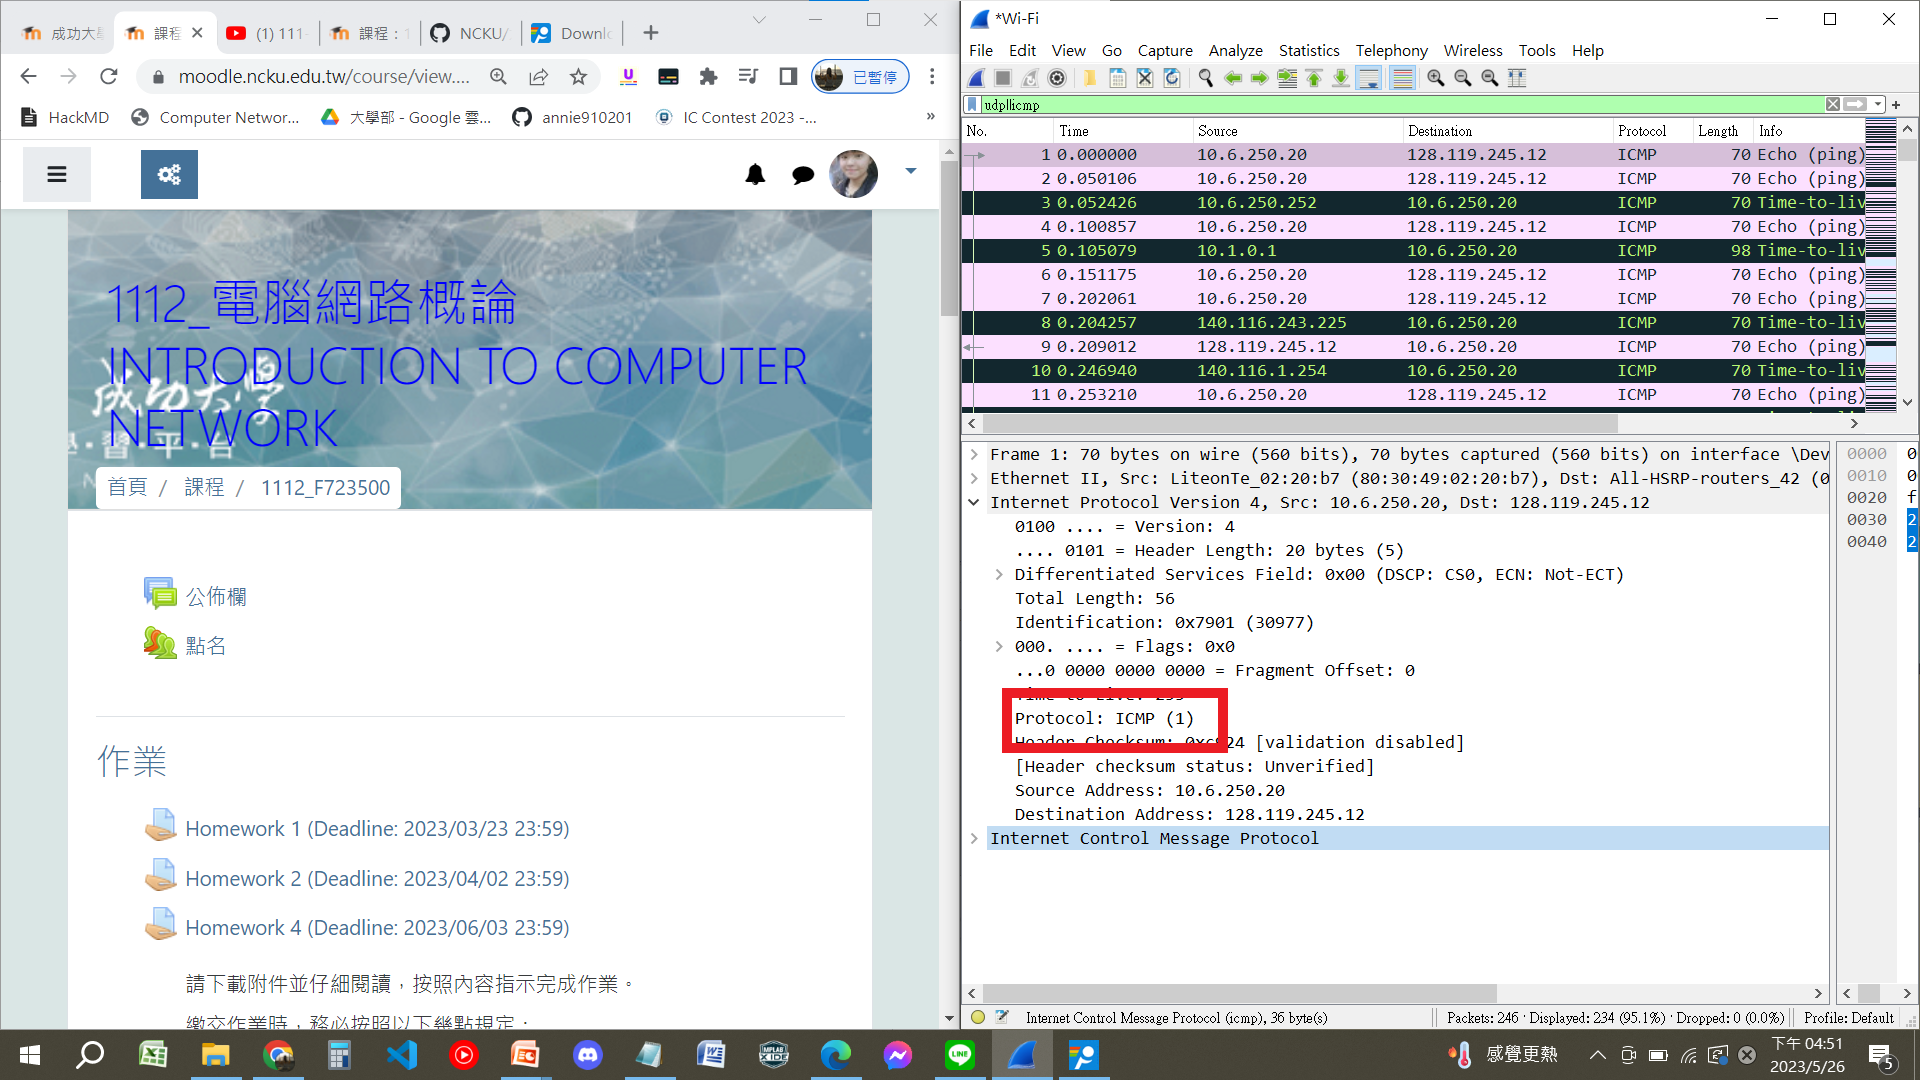 成功大
課程
(1) 111
課程：1
NCKU/
Downlo
moodle.ncku.edu.tw/course/view....
已暫停
HackMD
Computer Networ...
大學部 - Google 雲...
annie910201
IC Contest 2023 -...
»
1112_電腦網路概論
INTRODUCTION TO COMPUTER
NETWORK
成功大學
學・習・平・台
首頁 / 課程 / 1112_F723500
公佈欄
點名
作業
Homework 1 (Deadline: 2023/03/23 23:59)
Homework 2 (Deadline: 2023/04/02 23:59)
Homework 4 (Deadline: 2023/06/03 23:59)
請下載附件並仔細閱讀，按照內容指示完成作業。
繳交作業時，務必按照以下幾點規定：
*Wi-Fi
File Edit View Go Capture Analyze Statistics Telephony Wireless Tools Help
udp||icmp
No. Time Source Destination Protocol Length Info
1 0.000000 10.6.250.20 128.119.245.12 ICMP 70 Echo (ping)
2 0.050106 10.6.250.20 128.119.245.12 ICMP 70 Echo (ping)
3 0.052426 10.6.250.252 10.6.250.20 ICMP 70 Time-to-liv
4 0.100857 10.6.250.20 128.119.245.12 ICMP 70 Echo (ping)
5 0.105079 10.1.0.1 10.6.250.20 ICMP 98 Time-to-liv
6 0.151175 10.6.250.20 128.119.245.12 ICMP 70 Echo (ping)
7 0.202061 10.6.250.20 128.119.245.12 ICMP 70 Echo (ping)
8 0.204257 140.116.243.225 10.6.250.20 ICMP 70 Time-to-liv
9 0.209012 128.119.245.12 10.6.250.20 ICMP 70 Echo (ping)
10 0.246940 140.116.1.254 10.6.250.20 ICMP 70 Time-to-liv
11 0.253210 10.6.250.20 128.119.245.12 ICMP 70 Echo (ping)
Frame 1: 70 bytes on wire (560 bits), 70 bytes captured (560 bits) on interface \Dev
Ethernet II, Src: LiteonTe_02:20:b7 (80:30:49:02:20:b7), Dst: All-HSRP-routers_42 (0
Internet Protocol Version 4, Src: 10.6.250.20, Dst: 128.119.245.12
0100 .... = Version: 4
.... 0101 = Header Length: 20 bytes (5)
Differentiated Services Field: 0x00 (DSCP: CS0, ECN: Not-ECT)
Total Length: 56
Identification: 0x7901 (30977)
000. .... = Flags: 0x0
...0 0000 0000 0000 = Fragment Offset: 0
Time to Live: 255
Protocol: ICMP (1)
Header Checksum: 0xc924 [validation disabled]
[Header checksum status: Unverified]
Source Address: 10.6.250.20
Destination Address: 128.119.245.12
Internet Control Message Protocol
0000 0
0010 0
0020 f
0030 2
0040 2
Internet Control Message Protocol (icmp), 36 byte(s)
Packets: 246 · Displayed: 234 (95.1%) · Dropped: 0 (0.0%)
Profile: Default
感覺更熱
下午 04:51
2023/5/26
5